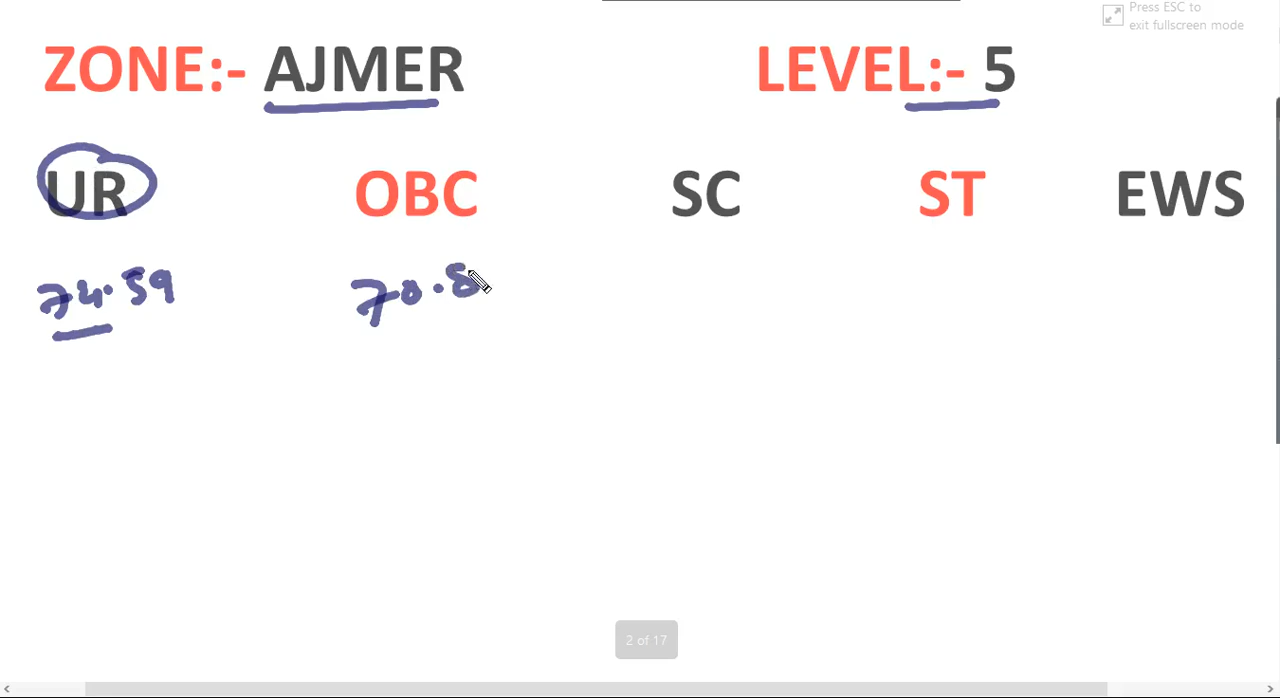 Press ESC to
exit fullscreen mode
ZONE:- AJMER LEVEL:- 5
UR OBC SC ST EWS
74.59 70.8
2 of 17